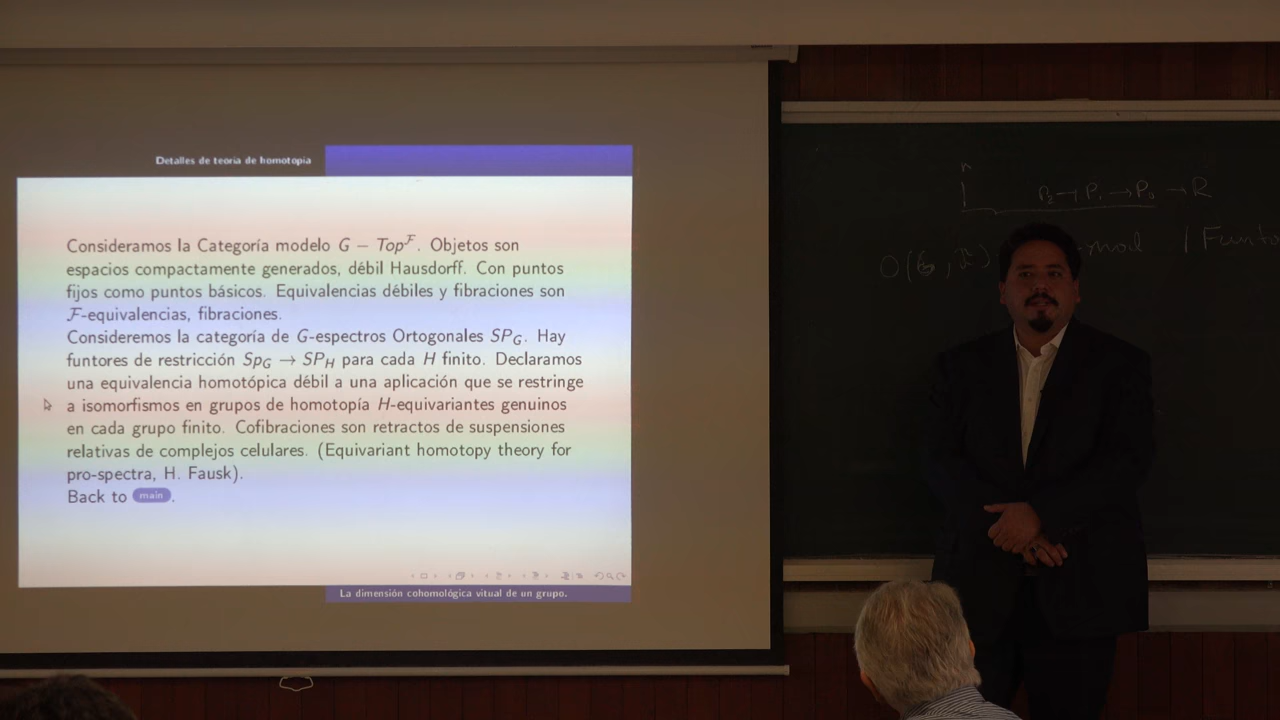 Detalles de teoría de homotopía
Consideramos la Categoría modelo G − Top^F. Objetos son
espacios compactamente generados, débil Hausdorff. Con puntos
fijos como puntos básicos. Equivalencias débiles y fibraciones son
F-equivalencias, fibraciones.
Consideremos la categoría de G-espectros Ortogonales SP_G. Hay
funtores de restricción Sp_G → SP_H para cada H finito. Declaramos
una equivalencia homotópica débil a una aplicación que se restringe
a isomorfismos en grupos de homotopía H-equivariantes genuinos
en cada grupo finito. Cofibraciones son retractos de suspensiones
relativas de complejos celulares. (Equivariant homotopy theory for
pro-spectra, H. Fausk).
Back to main.
La dimensión cohomológica vitual de un grupo.
n
P₂ → P₁ → P₀ → R
mod | Funto